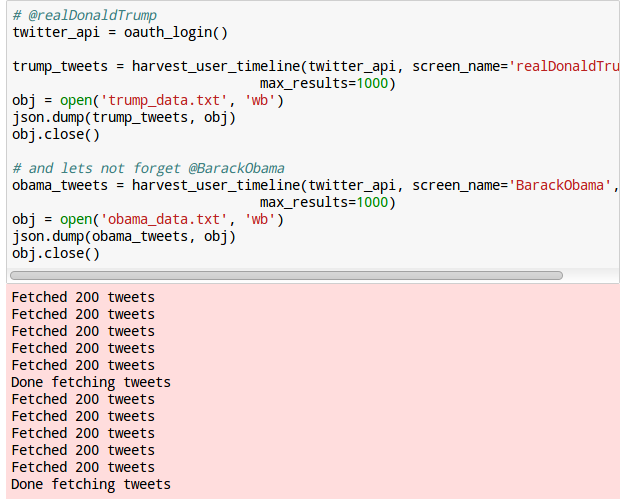 # @realDonaldTrump
twitter_api = oauth_login()
trump_tweets = harvest_user_timeline(twitter_api, screen_name='realDonaldTru
max_results=1000)
obj = open('trump_data.txt', 'wb')
json.dump(trump_tweets, obj)
obj.close()
# and lets not forget @BarackObama
obama_tweets = harvest_user_timeline(twitter_api, screen_name='BarackObama',
max_results=1000)
obj = open('obama_data.txt', 'wb')
json.dump(obama_tweets, obj)
obj.close()
Fetched 200 tweets
Fetched 200 tweets
Fetched 200 tweets
Fetched 200 tweets
Fetched 200 tweets
Done fetching tweets
Fetched 200 tweets
Fetched 200 tweets
Fetched 200 tweets
Fetched 200 tweets
Fetched 200 tweets
Done fetching tweets